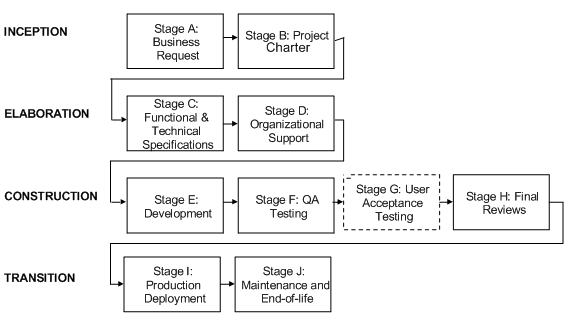 INCEPTION
Stage A:
Business
Request
Stage B: Project
Charter
ELABORATION
Stage C:
Functional &
Technical
Specifications
Stage D:
Organizational
Support
CONSTRUCTION
Stage E:
Development
Stage F: QA
Testing
Stage G: User
Acceptance
Testing
Stage H: Final
Reviews
TRANSITION
Stage I:
Production
Deployment
Stage J:
Maintenance and
End-of-life